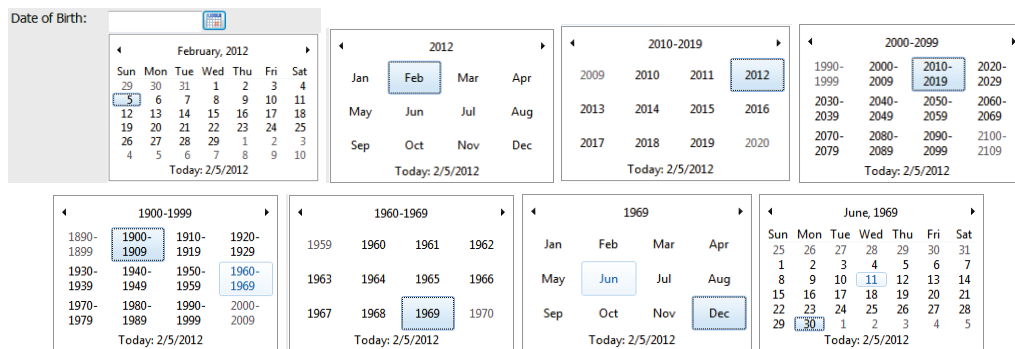 Date of Birth:
February, 2012
Sun Mon Tue Wed Thu Fri Sat
29 30 31 1 2 3 4
5 6 7 8 9 10 11
12 13 14 15 16 17 18
19 20 21 22 23 24 25
26 27 28 29 1 2 3
4 5 6 7 8 9 10
Today: 2/5/2012
2012
Jan Feb Mar Apr
May Jun Jul Aug
Sep Oct Nov Dec
Today: 2/5/2012
2010-2019
2009 2010 2011 2012
2013 2014 2015 2016
2017 2018 2019 2020
Today: 2/5/2012
2000-2099
1990- 2000- 2010- 2020-
1999 2009 2019 2029
2030- 2040- 2050- 2060-
2039 2049 2059 2069
2070- 2080- 2090- 2100-
2079 2089 2099 2109
Today: 2/5/2012
1900-1999
1890- 1900- 1910- 1920-
1899 1909 1919 1929
1930- 1940- 1950- 1960-
1939 1949 1959 1969
1970- 1980- 1990- 2000-
1979 1989 1999 2009
Today: 2/5/2012
1960-1969
1959 1960 1961 1962
1963 1964 1965 1966
1967 1968 1969 1970
Today: 2/5/2012
1969
Jan Feb Mar Apr
May Jun Jul Aug
Sep Oct Nov Dec
Today: 2/5/2012
June, 1969
Sun Mon Tue Wed Thu Fri Sat
25 26 27 28 29 30 31
1 2 3 4 5 6 7
8 9 10 11 12 13 14
15 16 17 18 19 20 21
22 23 24 25 26 27 28
29 30 1 2 3 4 5
Today: 2/5/2012